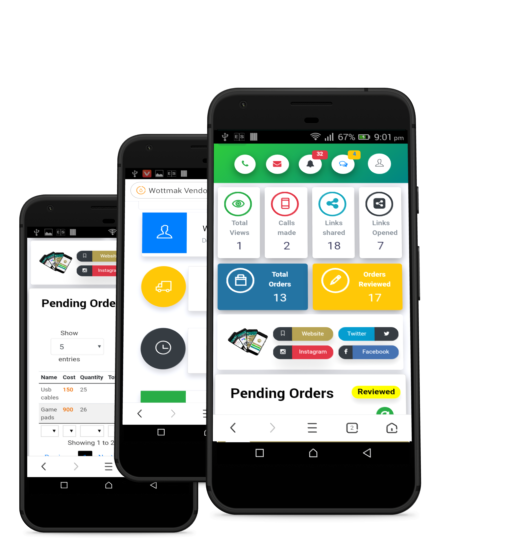 67% 9:01 pm
32
4
Total Views
1
Calls made
2
Links shared
18
Links Opened
7
Total Orders
13
Orders Reviewed
17
Website
Twitter
Instagram
Facebook
Pending Orders
Reviewed
2
Wottmak Vendo
W
D
Website
Instagra
Pending Orde
Show
5
entries
Name Cost Quantity To
Usb cables 150 25
Game pads 900 26
Showing 1 to 2